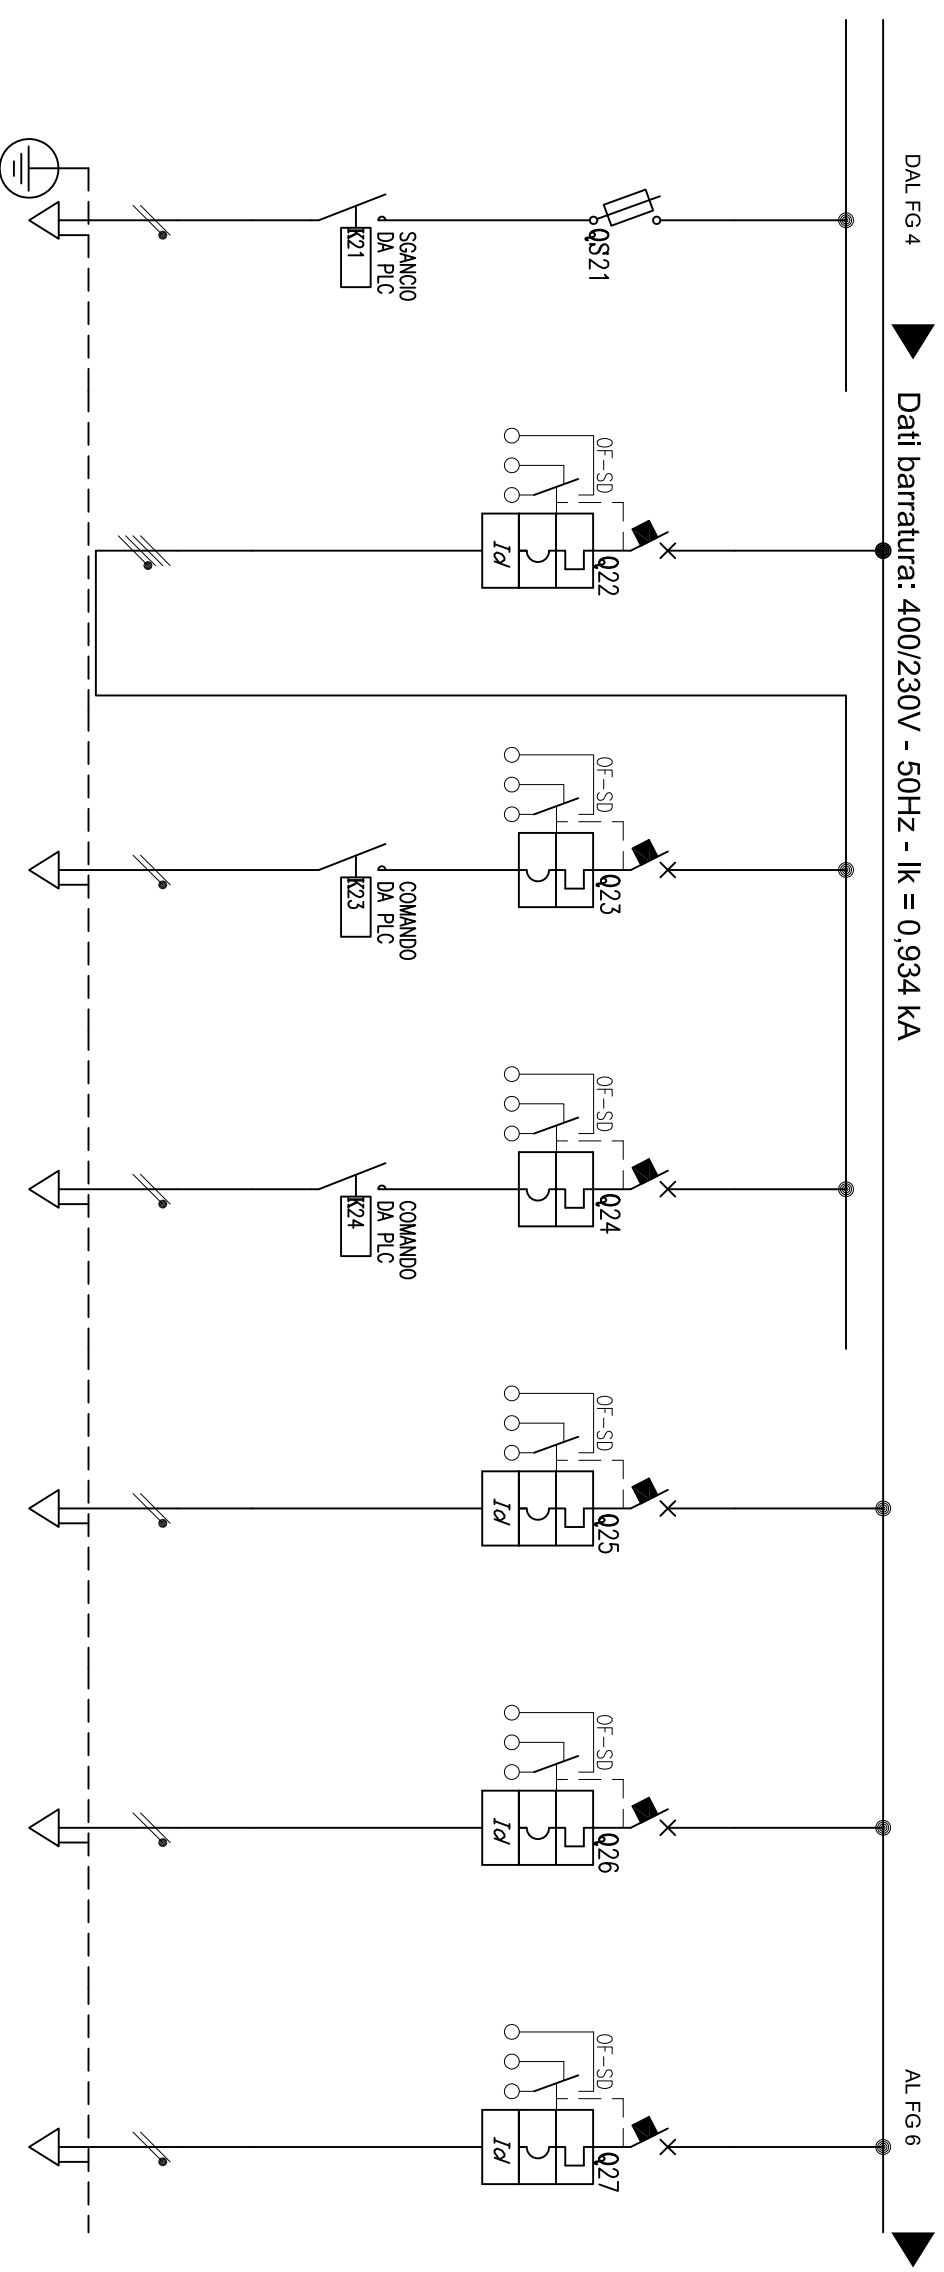 DAL FG 4
Dati barratura: 400/230V - 50Hz - Ik = 0,934 kA
AL FG 6
QS21
SGANCIO
DA PLC
K21
OF-SD
Q22
Id
OF-SD
Q23
COMANDO
DA PLC
K23
OF-SD
Q24
COMANDO
DA PLC
K24
OF-SD
Q25
Id
OF-SD
Q26
Id
OF-SD
Q27
Id